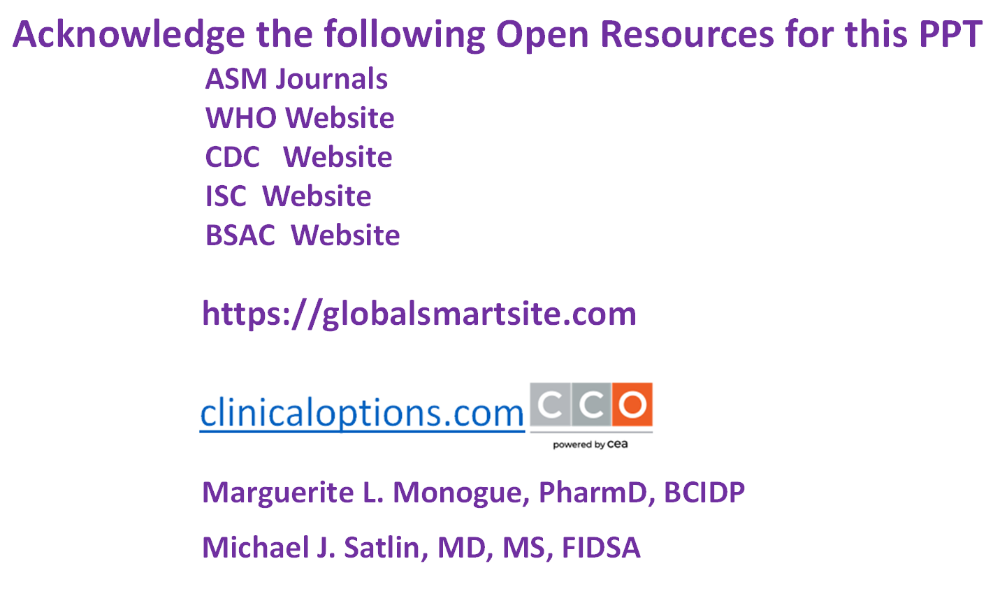 Acknowledge the following Open Resources for this PPT
ASM Journals
WHO Website
CDC   Website
ISC  Website
BSAC  Website
https://globalsmartsite.com
clinicaloptions.com CCO
powered by cea
Marguerite L. Monogue, PharmD, BCIDP
Michael J. Satlin, MD, MS, FIDSA